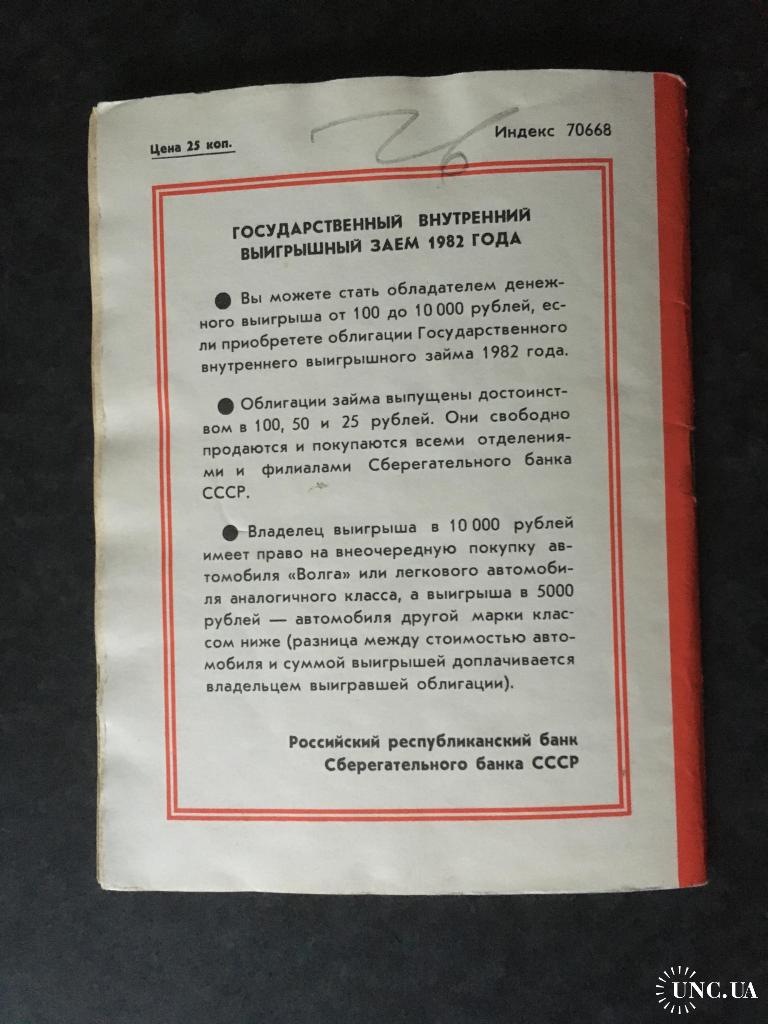 Цена 25 коп.
Индекс 70668
ГОСУДАРСТВЕННЫЙ ВНУТРЕННИЙ
ВЫИГРЫШНЫЙ ЗАЕМ 1982 ГОДА
● Вы можете стать обладателем денеж-
ного выигрыша от 100 до 10 000 рублей, ес-
ли приобретете облигации Государственного
внутреннего выигрышного займа 1982 года.
● Облигации займа выпущены достоинст-
вом в 100, 50 и 25 рублей. Они свободно
продаются и покупаются всеми отделения-
ми и филиалами Сберегательного банка
СССР.
● Владелец выигрыша в 10 000 рублей
имеет право на внеочередную покупку ав-
томобиля «Волга» или легкового автомоби-
ля аналогичного класса, а выигрыша в 5000
рублей — автомобиля другой марки клас-
сом ниже (разница между стоимостью авто-
мобиля и суммой выигрышей доплачивается
владельцем выигравшей облигации).
Российский республиканский банк
Сберегательного банка СССР
UNC.UA